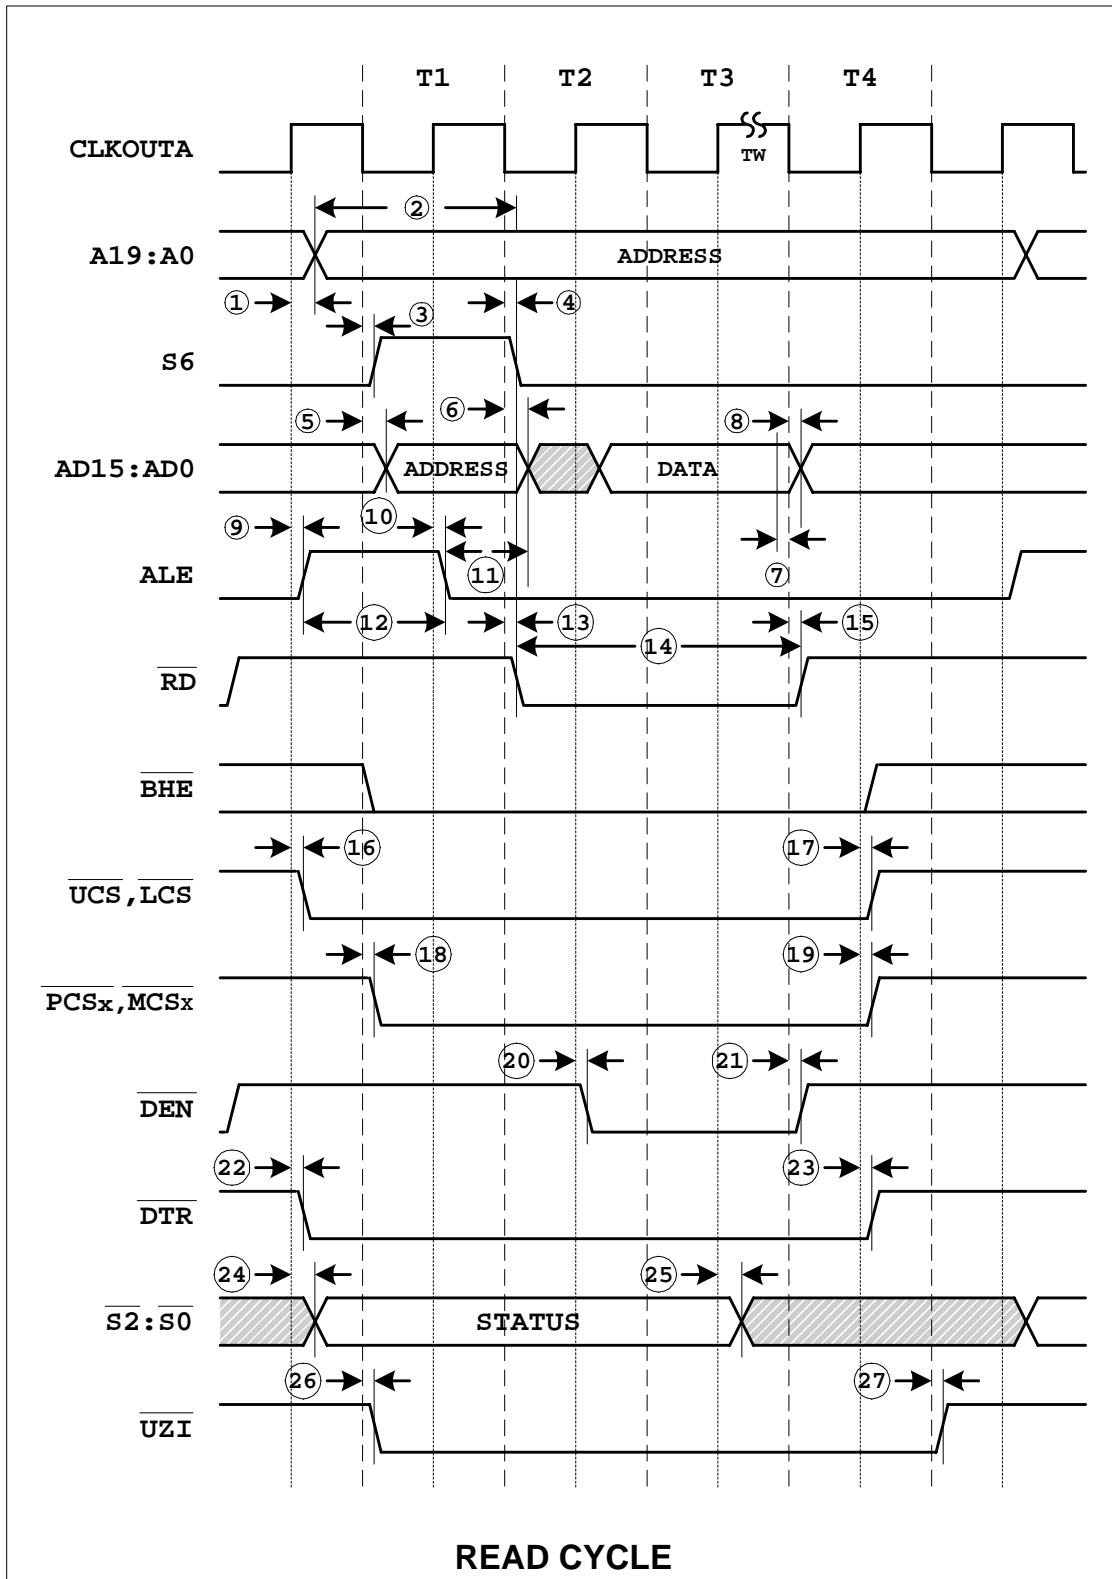 T1 T2 T3 T4
CLKOUTA
TW
2
A19:A0 ADDRESS
1 3 4
S6
5 6 8
AD15:AD0 ADDRESS DATA
9 10
ALE 11 7
12 13 15
14
RD
BHE
16 17
UCS,LCS
18 19
PCSx,MCSx
20 21
DEN
22 23
DTR
24 25
S2:S0 STATUS
26 27
UZI
READ CYCLE